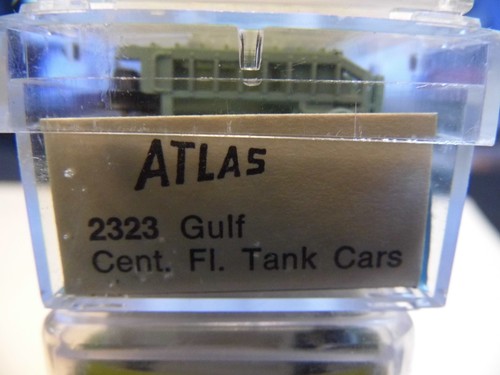 ATLAS
2323 Gulf
Cent. Fl. Tank Cars